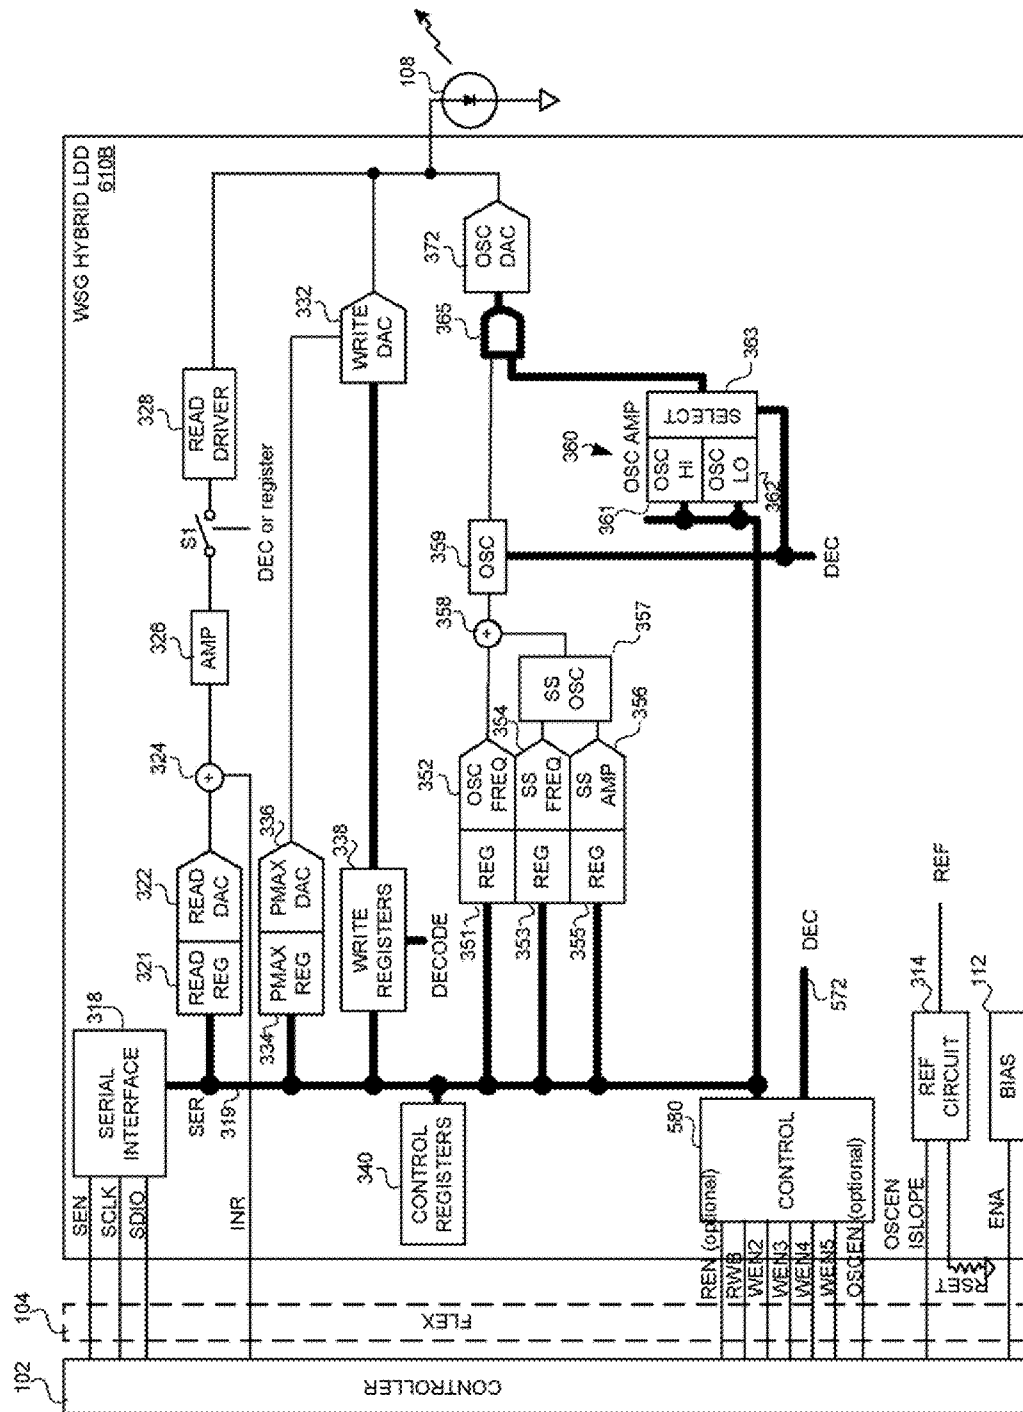 WSG HYBRID LDD
610B
102
CONTROLLER
104
FLEX
SEN
SCLK
SDIO
INR
318
SERIAL
INTERFACE
SER
319
321
READ
REG
322
READ
DAC
324
+
326
AMP
S1
DEC or register
328
READ
DRIVER
108
334
PMAX
REG
336
PMAX
DAC
338
WRITE
REGISTERS
DECODE
332
WRITE
DAC
340
CONTROL
REGISTERS
351
REG
352
OSC
FREQ
353
REG
354
SS
FREQ
355
REG
356
SS
AMP
357
SS
OSC
358
+
359
OSC
360
OSC AMP
361
OSC
HI
362
OSC
LO
363
SELECT
365
372
OSC
DAC
DEC
REN (optional)
RWB
WEN2
WEN3
WEN4
WEN5
OSCEN (optional)
580
CONTROL
572
DEC
OSCEN
ISLOPE
RSET
314
REF
CIRCUIT
REF
ENA
112
BIAS